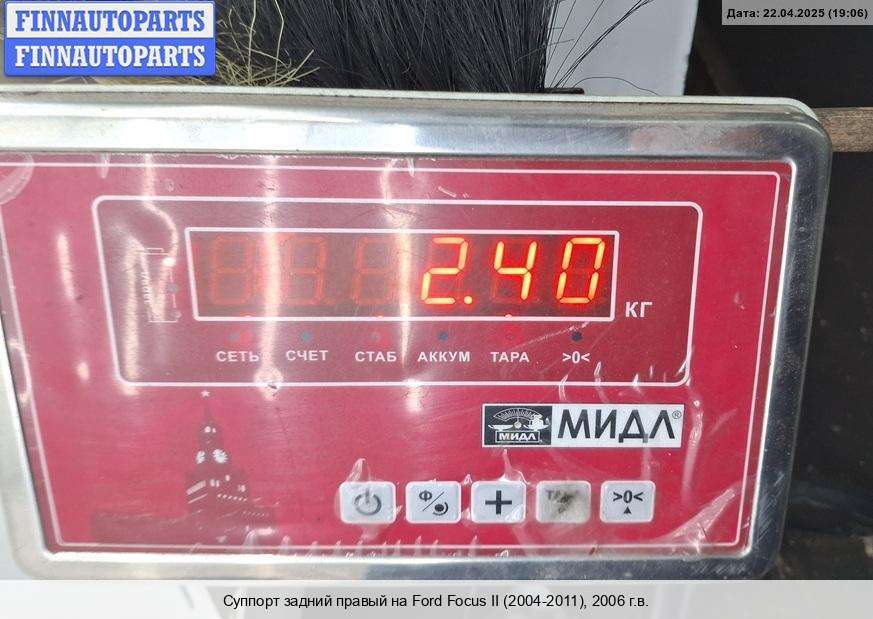 FINNAUTOPARTS
FINNAUTOPARTS
Дата: 22.04.2025 (19:06)
2.40
КГ
СЕТЬ СЧЕТ СТАБ АККУМ ТАРА >0<
МИДЛ МИДЛ®
Ф
>0<
Суппорт задний правый на Ford Focus II (2004-2011), 2006 г.в.